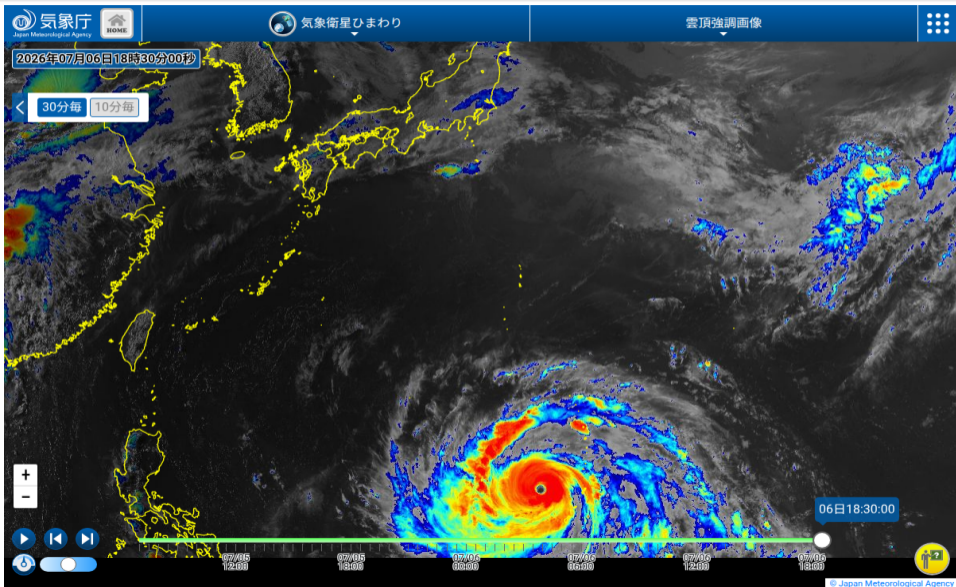 気象庁
Japan Meteorological Agency
HOME
気象衛星ひまわり
雲頂強調画像
2026年07月06日18時30分00秒
30分毎
10分毎
+
−
06日18:30:00
07/05
12:00
07/05
18:00
07/06
00:00
07/06
06:00
07/06
12:00
07/06
18:00
© Japan Meteorological Agency